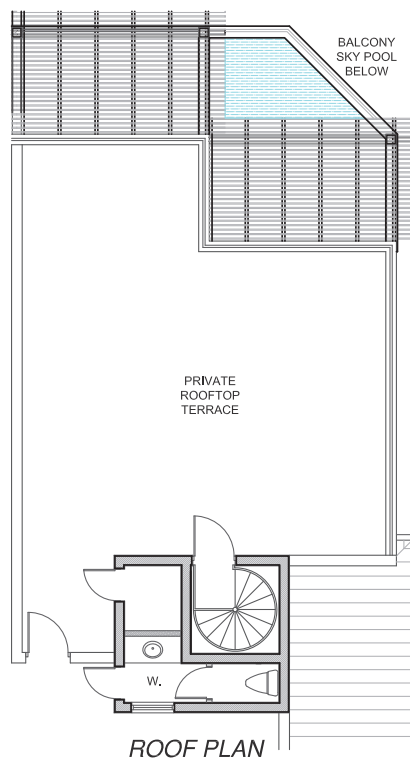 BALCONY
SKY POOL
BELOW
PRIVATE
ROOFTOP
TERRACE
W.
ROOF PLAN